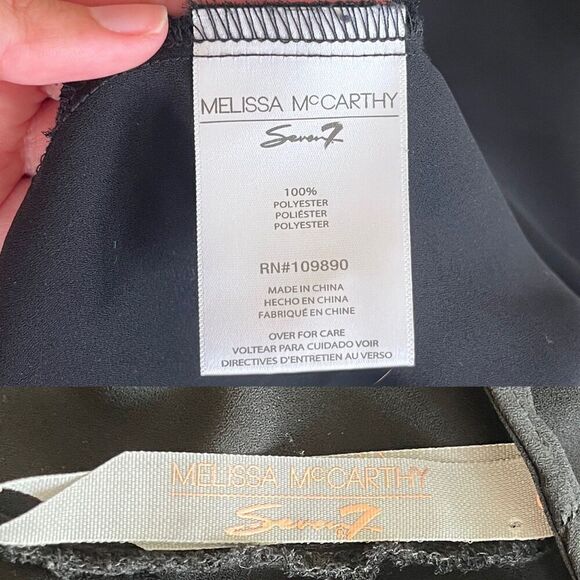 MELISSA McCARTHY
Seven7
100%
POLYESTER
POLIÉSTER
POLYESTER
RN#109890
MADE IN CHINA
HECHO EN CHINA
FABRIQUÉ EN CHINE
OVER FOR CARE
VOLTEAR PARA CUIDADO VOIR
DIRECTIVES D'ENTRETIEN AU VERSO
MELISSA McCARTHY
Seven7